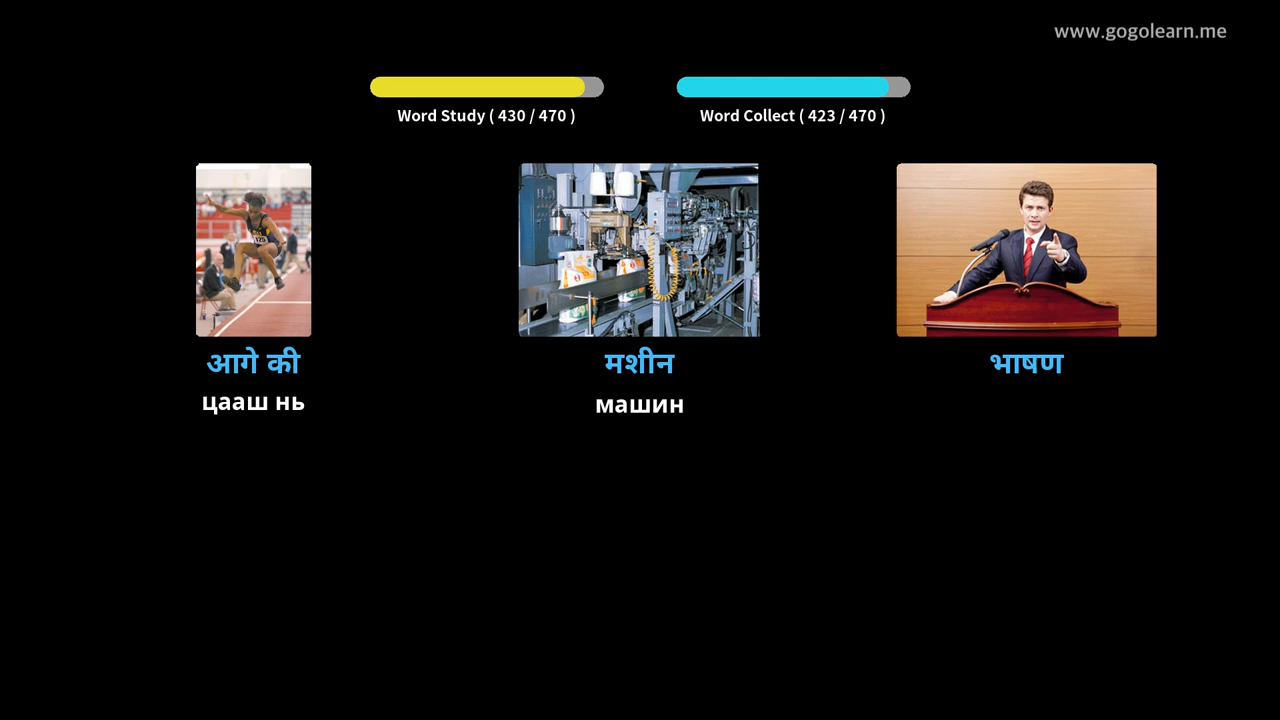 www.gogolearn.me
Word Study ( 430 / 470 )
Word Collect ( 423 / 470 )
आगे की
मशीन
भाषण
цааш нь
машин